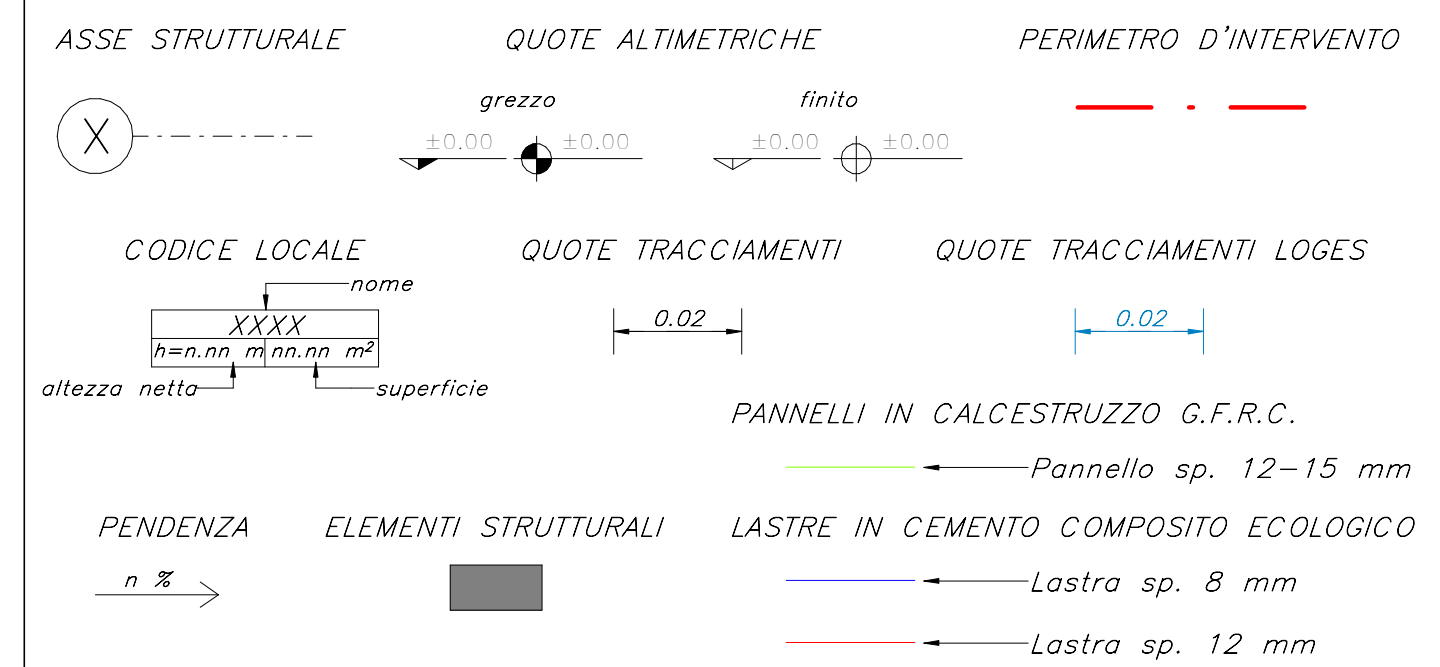 ASSE STRUTTURALE
QUOTE ALTIMETRICHE
PERIMETRO D'INTERVENTO
grezzo
finito
X
±0.00
±0.00
±0.00
±0.00
CODICE LOCALE
QUOTE TRACCIAMENTI
QUOTE TRACCIAMENTI LOGES
nome
XXXX
h=n.nn m
nn.nn m²
altezza netta
superficie
0.02
0.02
PANNELLI IN CALCESTRUZZO G.F.R.C.
Pannello sp. 12-15 mm
PENDENZA
ELEMENTI STRUTTURALI
LASTRE IN CEMENTO COMPOSITO ECOLOGICO
n %
Lastra sp. 8 mm
Lastra sp. 12 mm